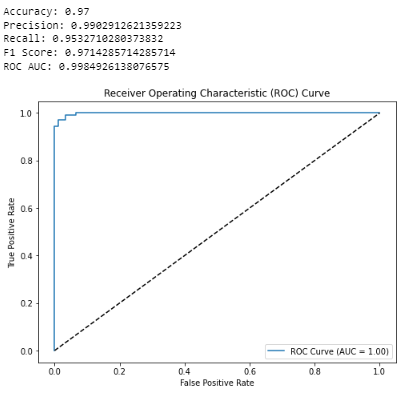 Accuracy: 0.97
Precision: 0.9902912621359223
Recall: 0.9532710280373832
F1 Score: 0.9714285714285714
ROC AUC: 0.9984926138076575
Receiver Operating Characteristic (ROC) Curve
1.0
0.8
0.6
0.4
0.2
0.0
True Positive Rate
ROC Curve (AUC = 1.00)
0.0 0.2 0.4 0.6 0.8 1.0
False Positive Rate